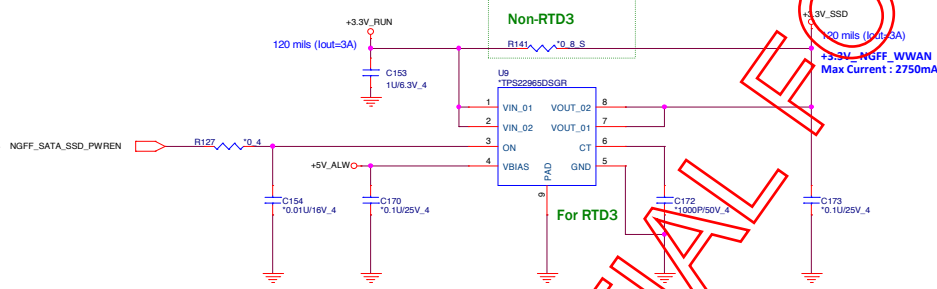 Non-RTD3
+3.3V_RUN
+3.3V_SSD
120 mils (Iout=3A)
R141
*0_8_S
120 mils (Iout=3A)
+3.3V_NGFF_WWAN
Max Current : 2750mA
C153
1U/6.3V_4
U9
*TPS22965DSGR
1
VIN_01
VOUT_02
8
2
VIN_02
VOUT_01
7
NGFF_SATA_SSD_PWREN
R127
*0_4
3
ON
CT
6
+5V_ALW
4
VBIAS
GND
5
PAD
9
C154
*0.01U/16V_4
C170
*0.1U/25V_4
For RTD3
C172
*1000P/50V_4
C173
*0.1U/25V_4